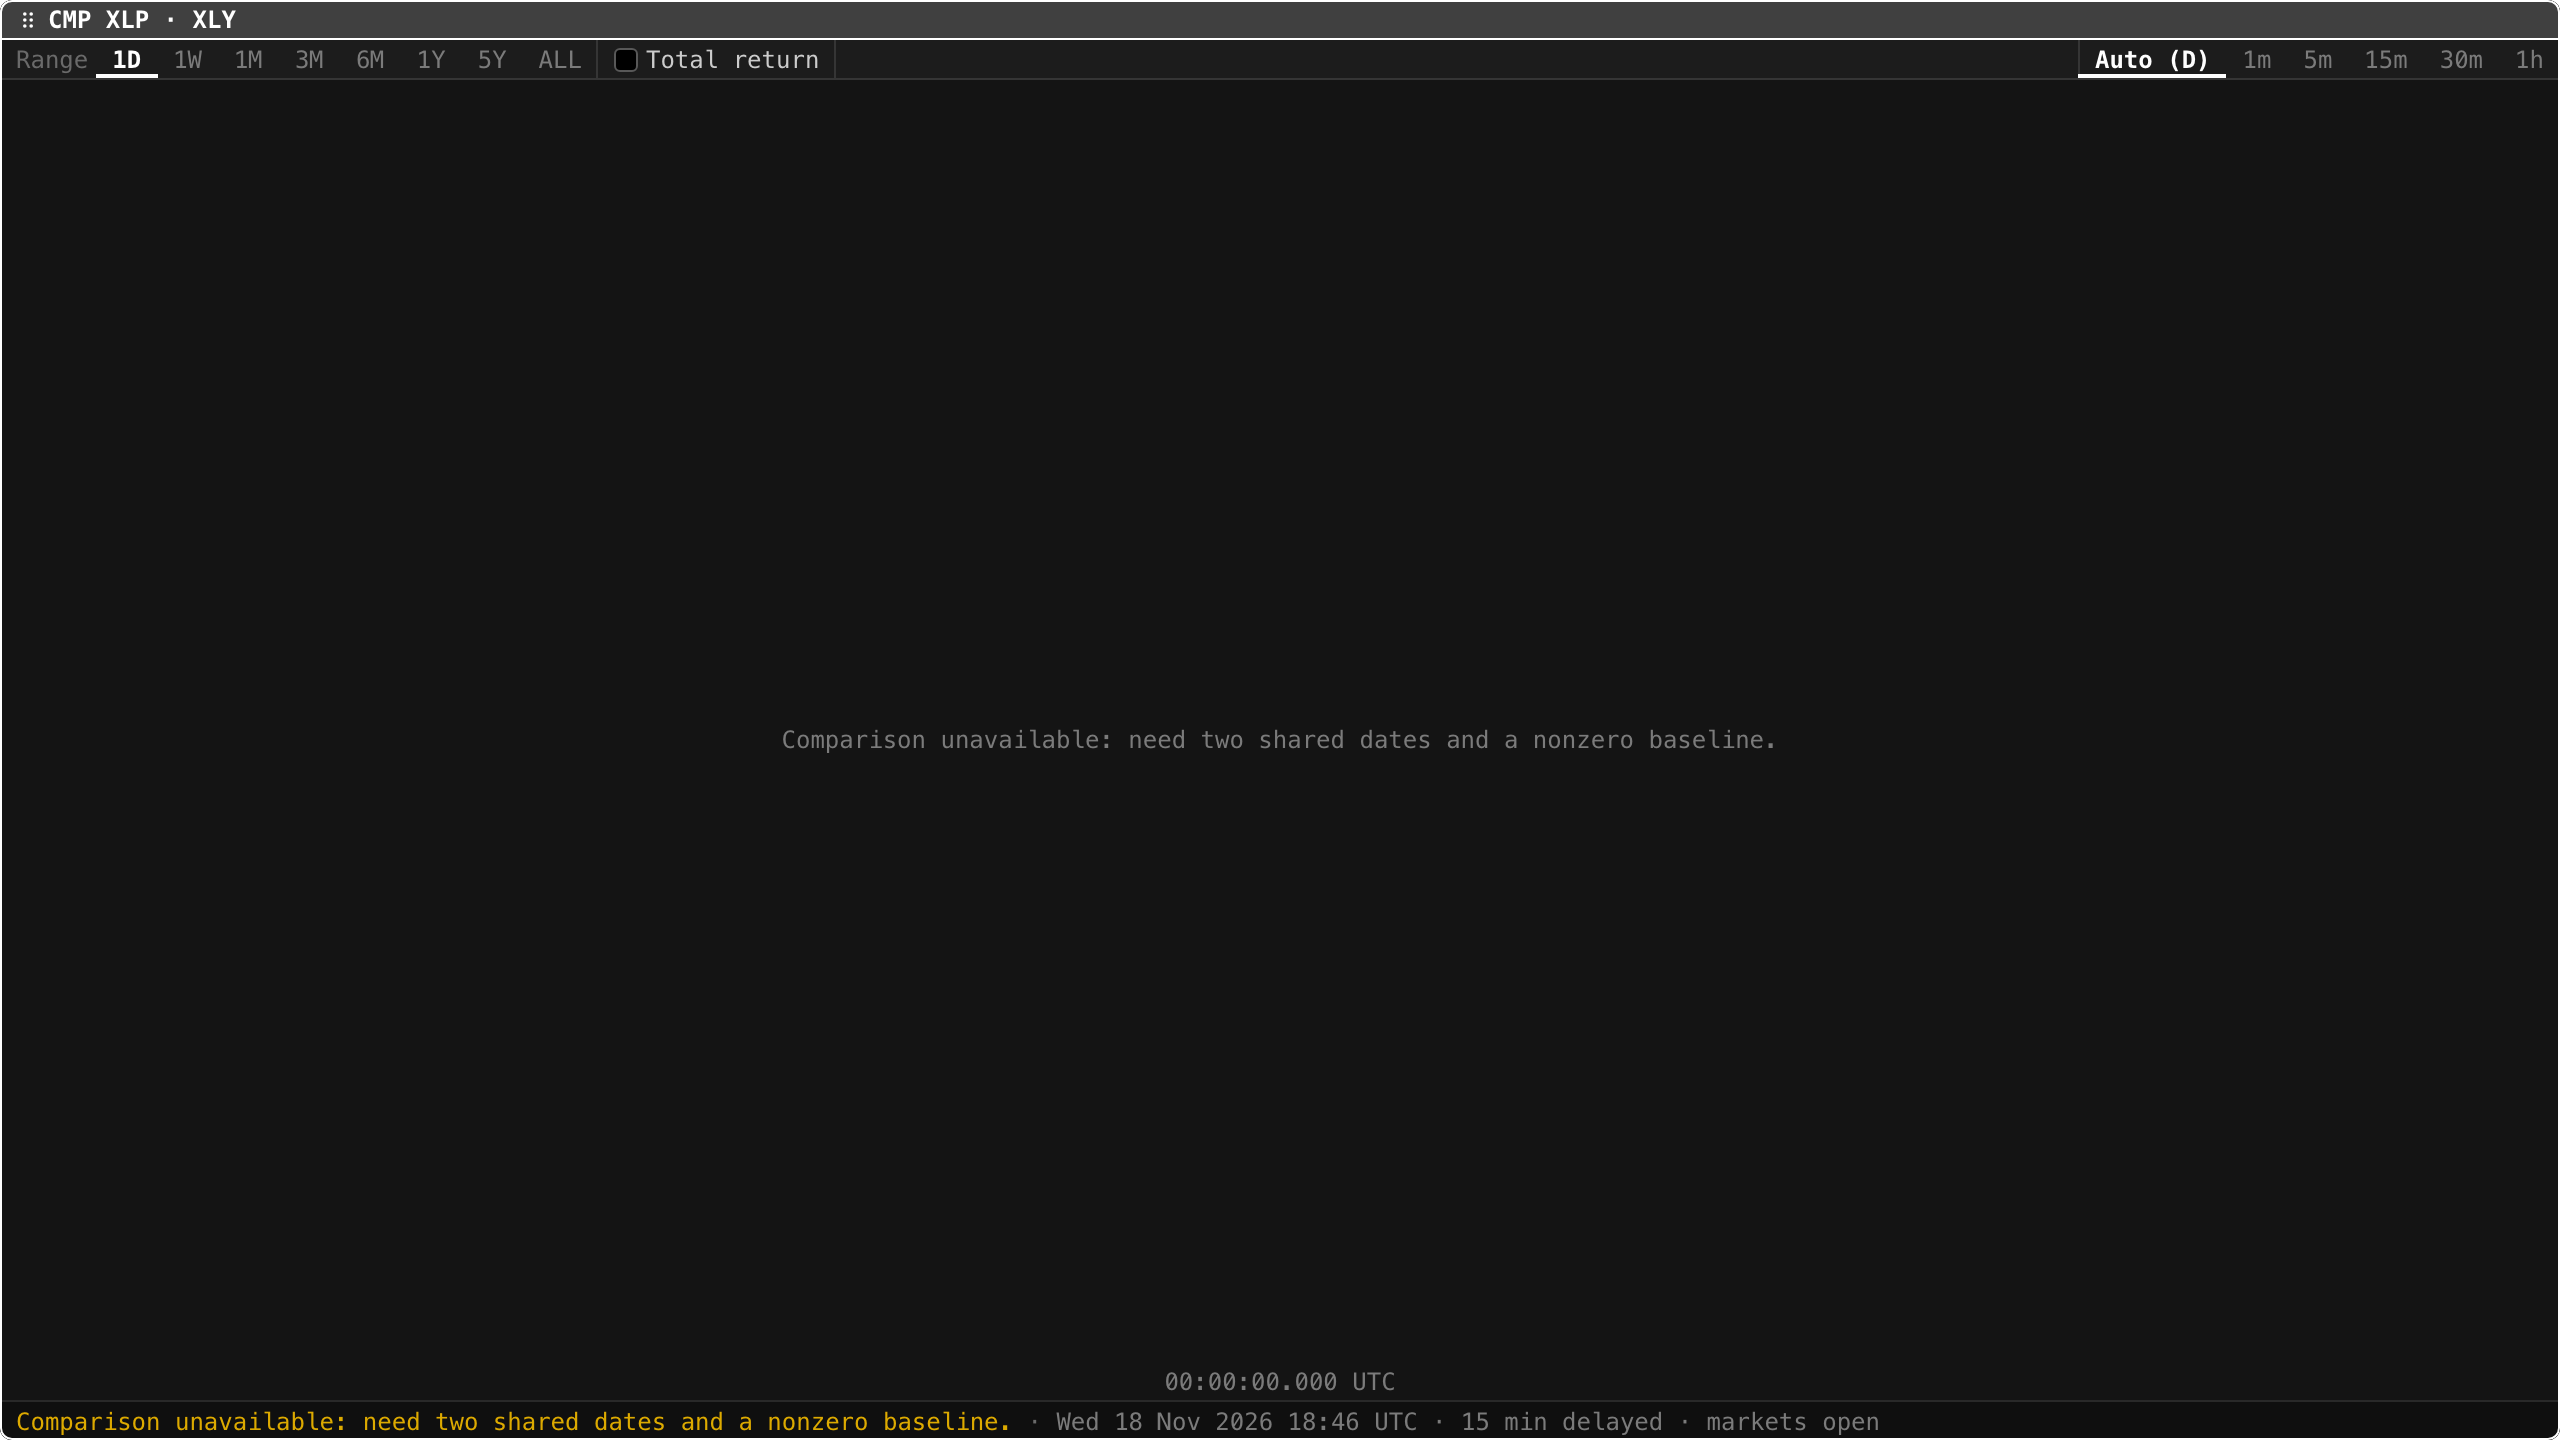 CMP XLP · XLY
Range 1D 1W 1M 3M 6M 1Y 5Y ALL Total return Auto (D) 1m 5m 15m 30m 1h
Comparison unavailable: need two shared dates and a nonzero baseline.
00:00:00.000 UTC
Comparison unavailable: need two shared dates and a nonzero baseline. · Wed 18 Nov 2026 18:46 UTC · 15 min delayed · markets open